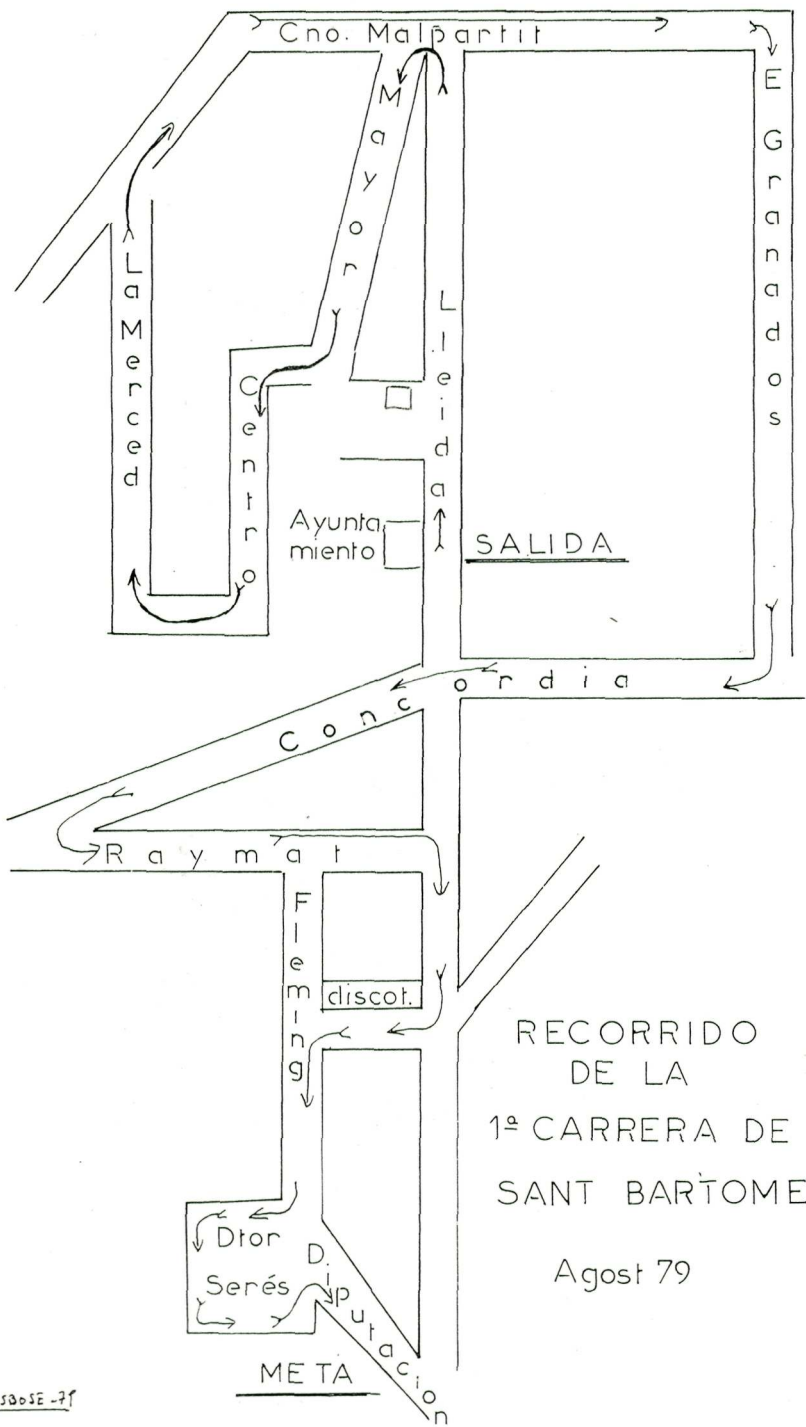 Cno. Malpartit
Mayor
E Granados
La Merced
Lleida
Centro
Ayunta
miento
SALIDA
Concordia
Raymat
Fleming
discot.
RECORRIDO
DE LA
1ª CARRERA DE
SANT BARTOME
Agost 79
Dtor
Serés
Diputacion
META